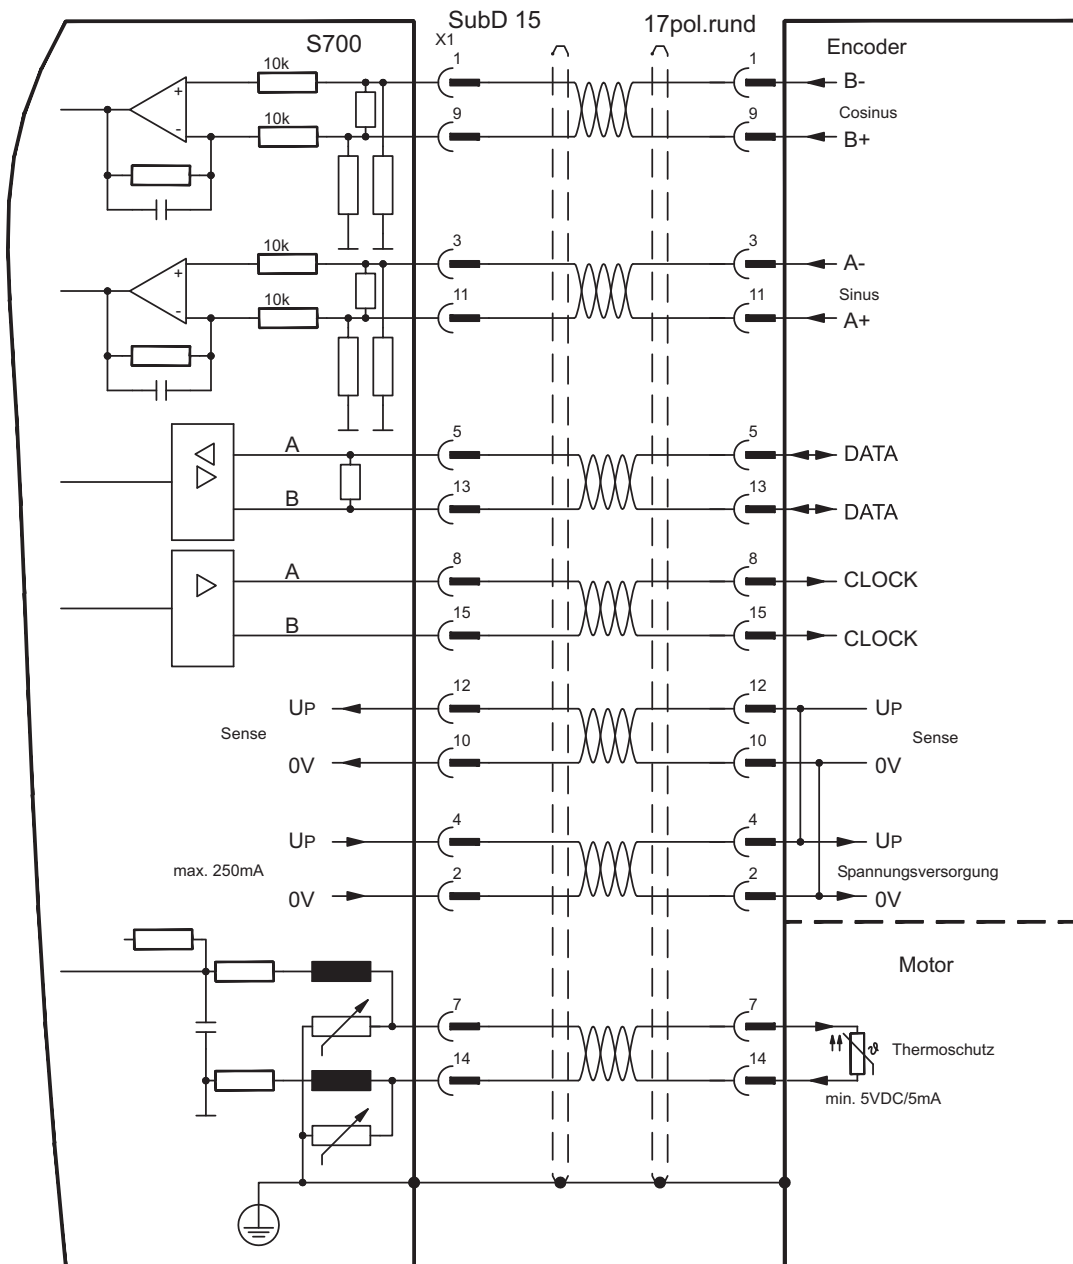 SubD 15
17pol.rund
S700
X1
Encoder
10k
1
1
B-
+
Cosinus
10k
9
9
B+
-
10k
3
3
A-
+
Sinus
10k
11
11
A+
-
A
5
5
DATA
B
13
13
DATA
A
8
8
CLOCK
B
15
15
CLOCK
UP
12
12
UP
Sense
Sense
0V
10
10
0V
UP
4
4
UP
max. 250mA
Spannungsversorgung
0V
2
2
0V
Motor
7
7
ϑ
Thermoschutz
14
14
min. 5VDC/5mA